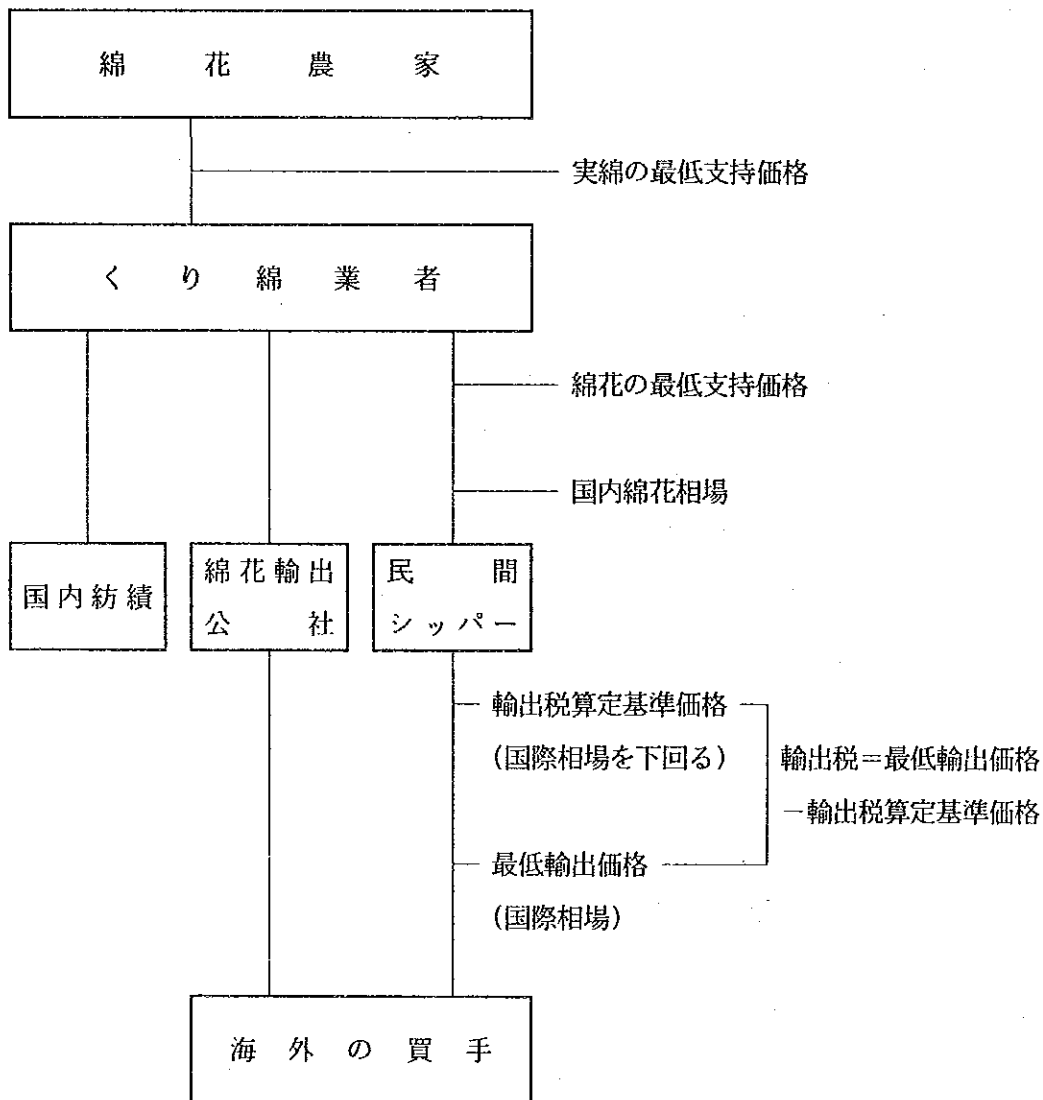 綿花農家
実綿の最低支持価格
くり綿業者
綿花の最低支持価格
国内綿花相場
国内紡績
綿花輸出
公社
民間
シッパー
輸出税算定基準価格
(国際相場を下回る)
輸出税=最低輸出価格
-輸出税算定基準価格
最低輸出価格
(国際相場)
海外の買手